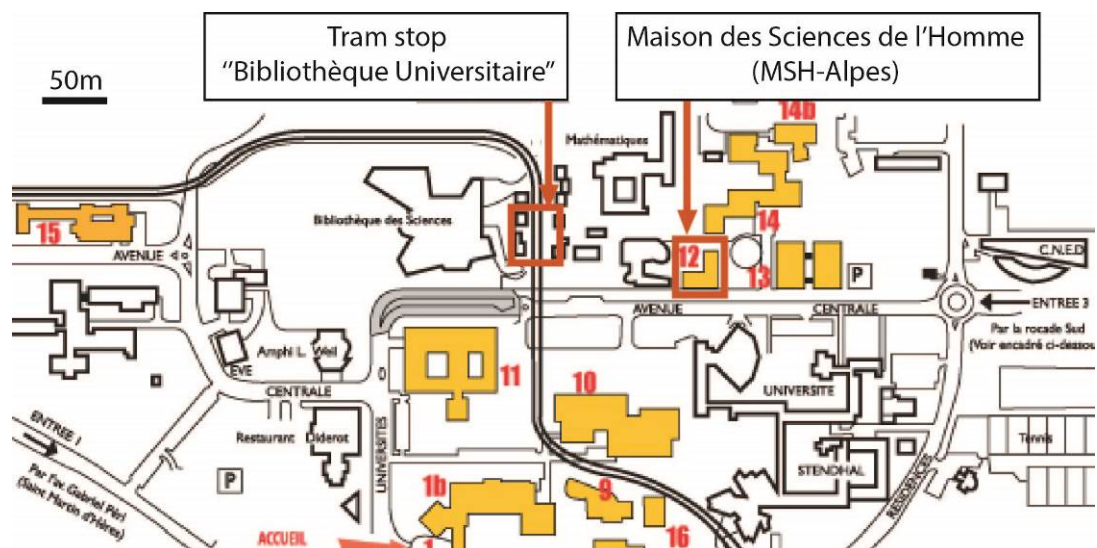 Tram stop
“Bibliothèque Universitaire”
Maison des Sciences de l’Homme
(MSH-Alpes)
50m
14b
Mathématiques
15
Bibliothèque des Sciences
14
12
13
AVENUE
P
C.N.E.D.
AVENUE
CENTRALE
ENTREE 3
Par la rocade Sud
(Voir encadré ci-dessou
Amphi L. Weil
EVE
11
10
CENTRALE
UNIVERSITE
ENTREE 1
Par l'av. Gabriel Péri
(Saint Martin d'Hères)
Restaurant Diderot
UNIVERSITES
Tennis
STENDHAL
P
RESIDENCES
1b
9
16
ACCUEIL
1